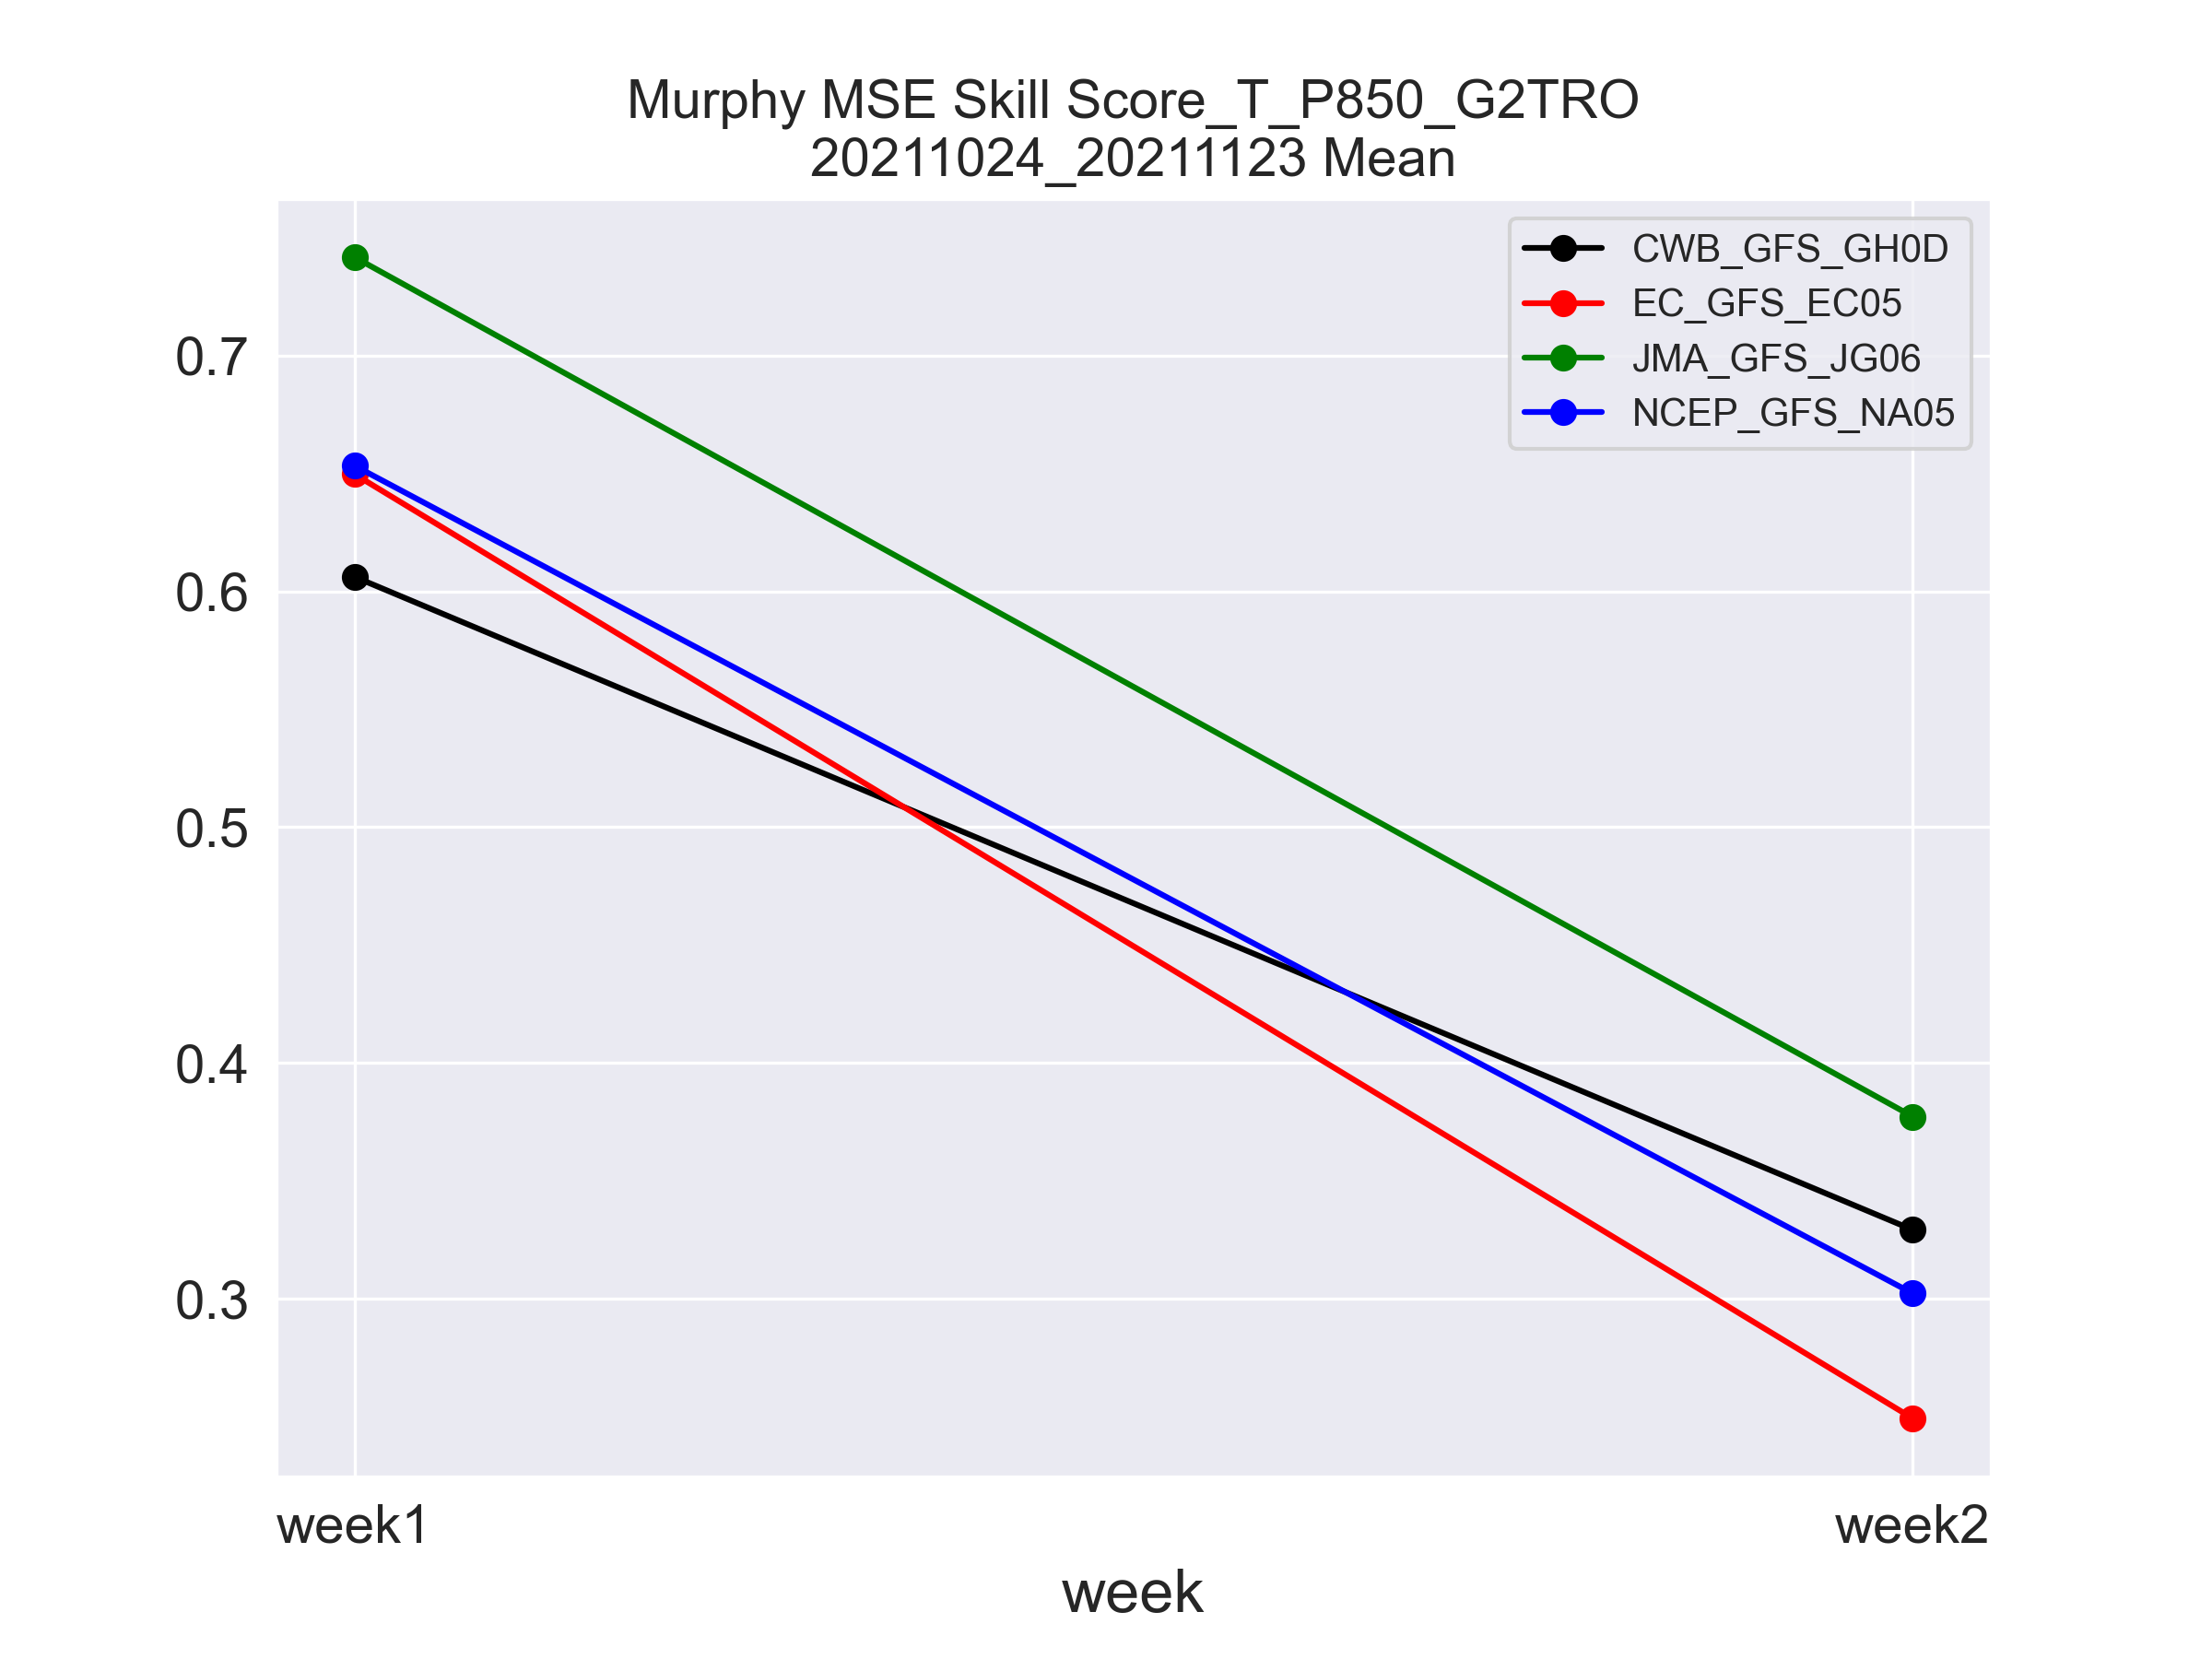 Murphy MSE Skill Score_T_P850_G2TRO
20211024_20211123 Mean
CWB_GFS_GH0D
EC_GFS_EC05
JMA_GFS_JG06
NCEP_GFS_NA05
0.7
0.6
0.5
0.4
0.3
week1
week2
week